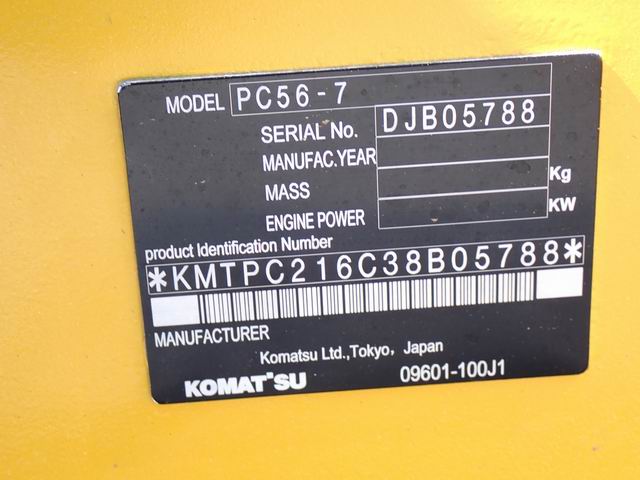 MODEL PC56-7
SERIAL No. DJB05788
MANUFAC.YEAR
MASS Kg
ENGINE POWER KW
product Identification Number
*KMTPC216C38B05788*
MANUFACTURER
Komatsu Ltd.,Tokyo, Japan
KOMATSU 09601-100J1